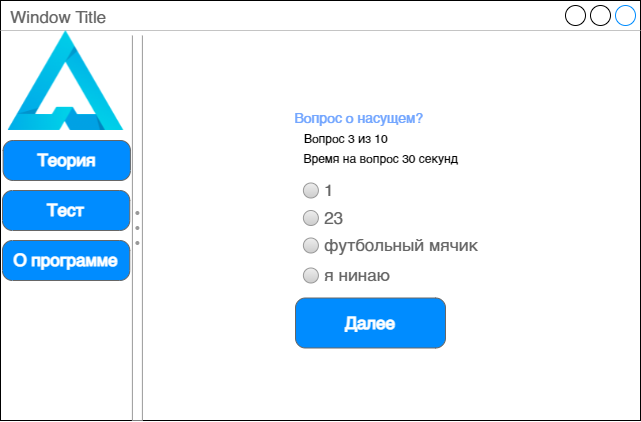 Window Title
Теория
Тест
О программе
Вопрос о насущем?
Вопрос 3 из 10
Время на вопрос 30 секунд
1
23
футбольный мячик
я нинаю
Далее